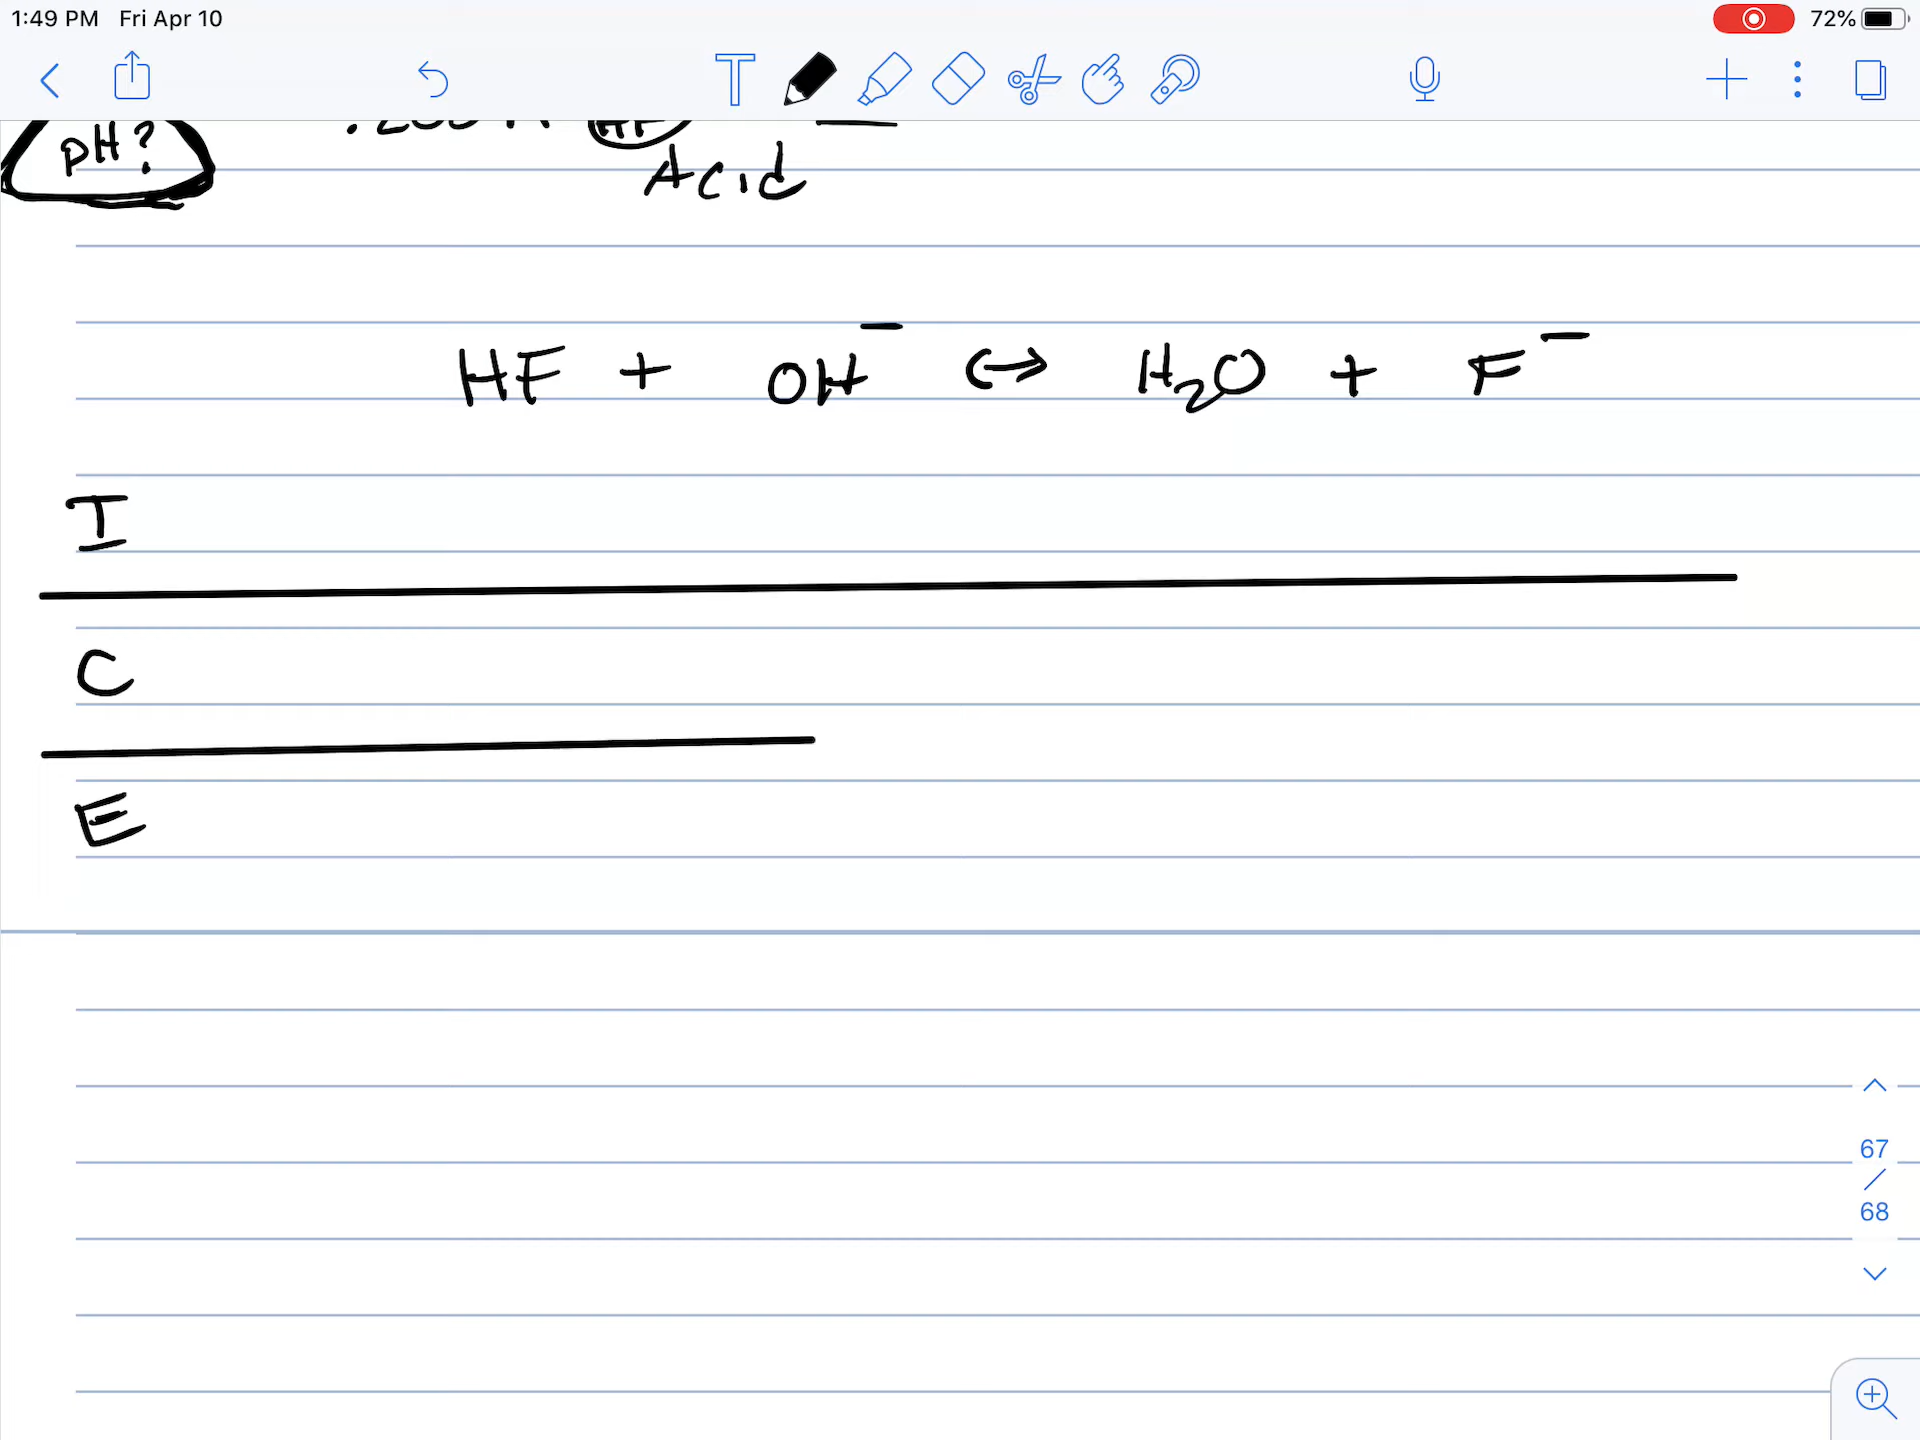 1:49 PM Fri Apr 10 72%
T
pH?
Acid
HF + OH⁻ ↔ H₂O + F⁻
I
C
E
67
/
68